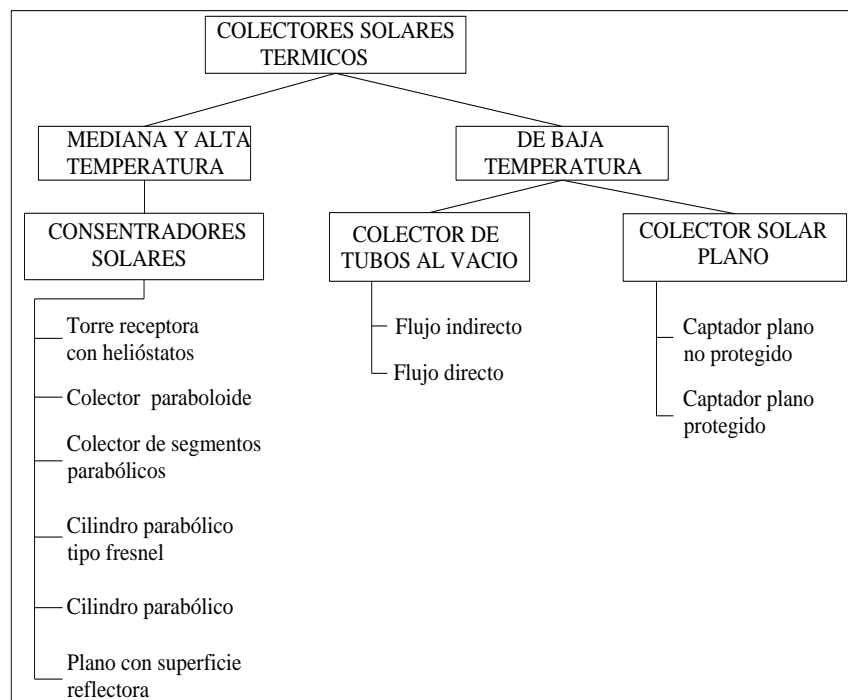 COLECTORES SOLARES
TERMICOS
MEDIANA Y ALTA
TEMPERATURA
DE BAJA
TEMPERATURA
CONSENTRADORES
SOLARES
COLECTOR DE
TUBOS AL VACIO
COLECTOR SOLAR
PLANO
Torre receptora
con helióstatos
Colector paraboloide
Colector de segmentos
parabólicos
Cilindro parabólico
tipo fresnel
Cilindro parabólico
Plano con superficie
reflectora
Flujo indirecto
Flujo directo
Captador plano
no protegido
Captador plano
protegido